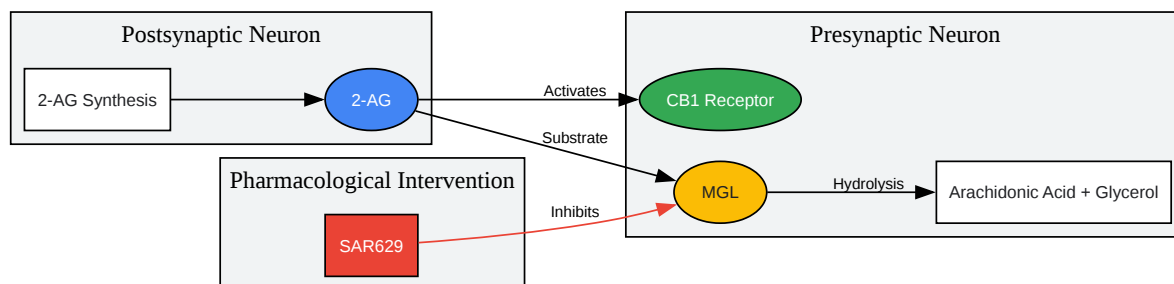 Postsynaptic Neuron
Presynaptic Neuron
2-AG Synthesis
2-AG
Activates
CB1 Receptor
Substrate
Pharmacological Intervention
MGL
Hydrolysis
Arachidonic Acid + Glycerol
Inhibits
SAR629